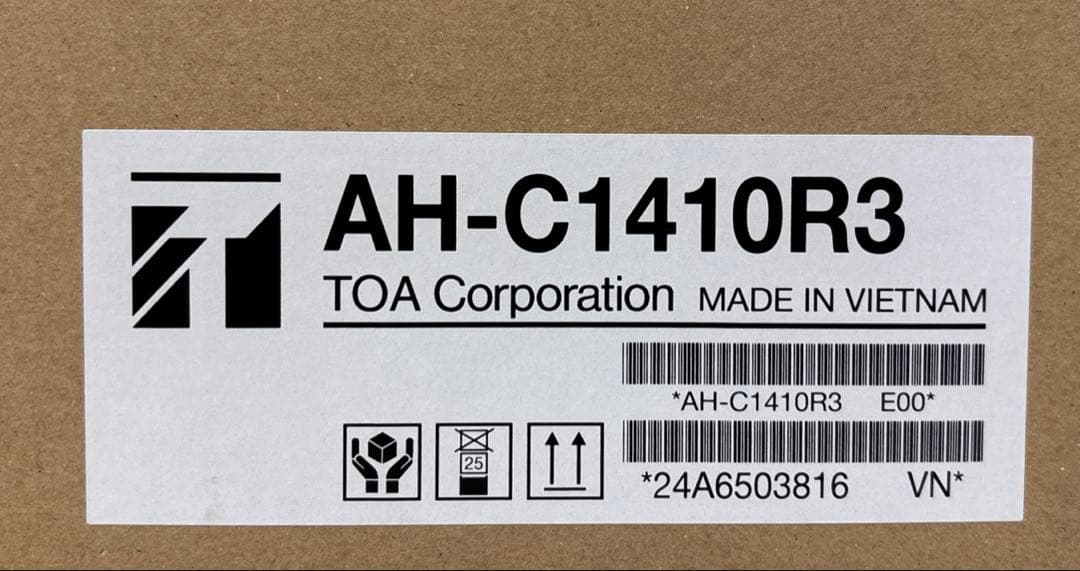 AH-C1410R3
TOA Corporation MADE IN VIETNAM
*AH-C1410R3 E00*
25
*24A6503816 VN*